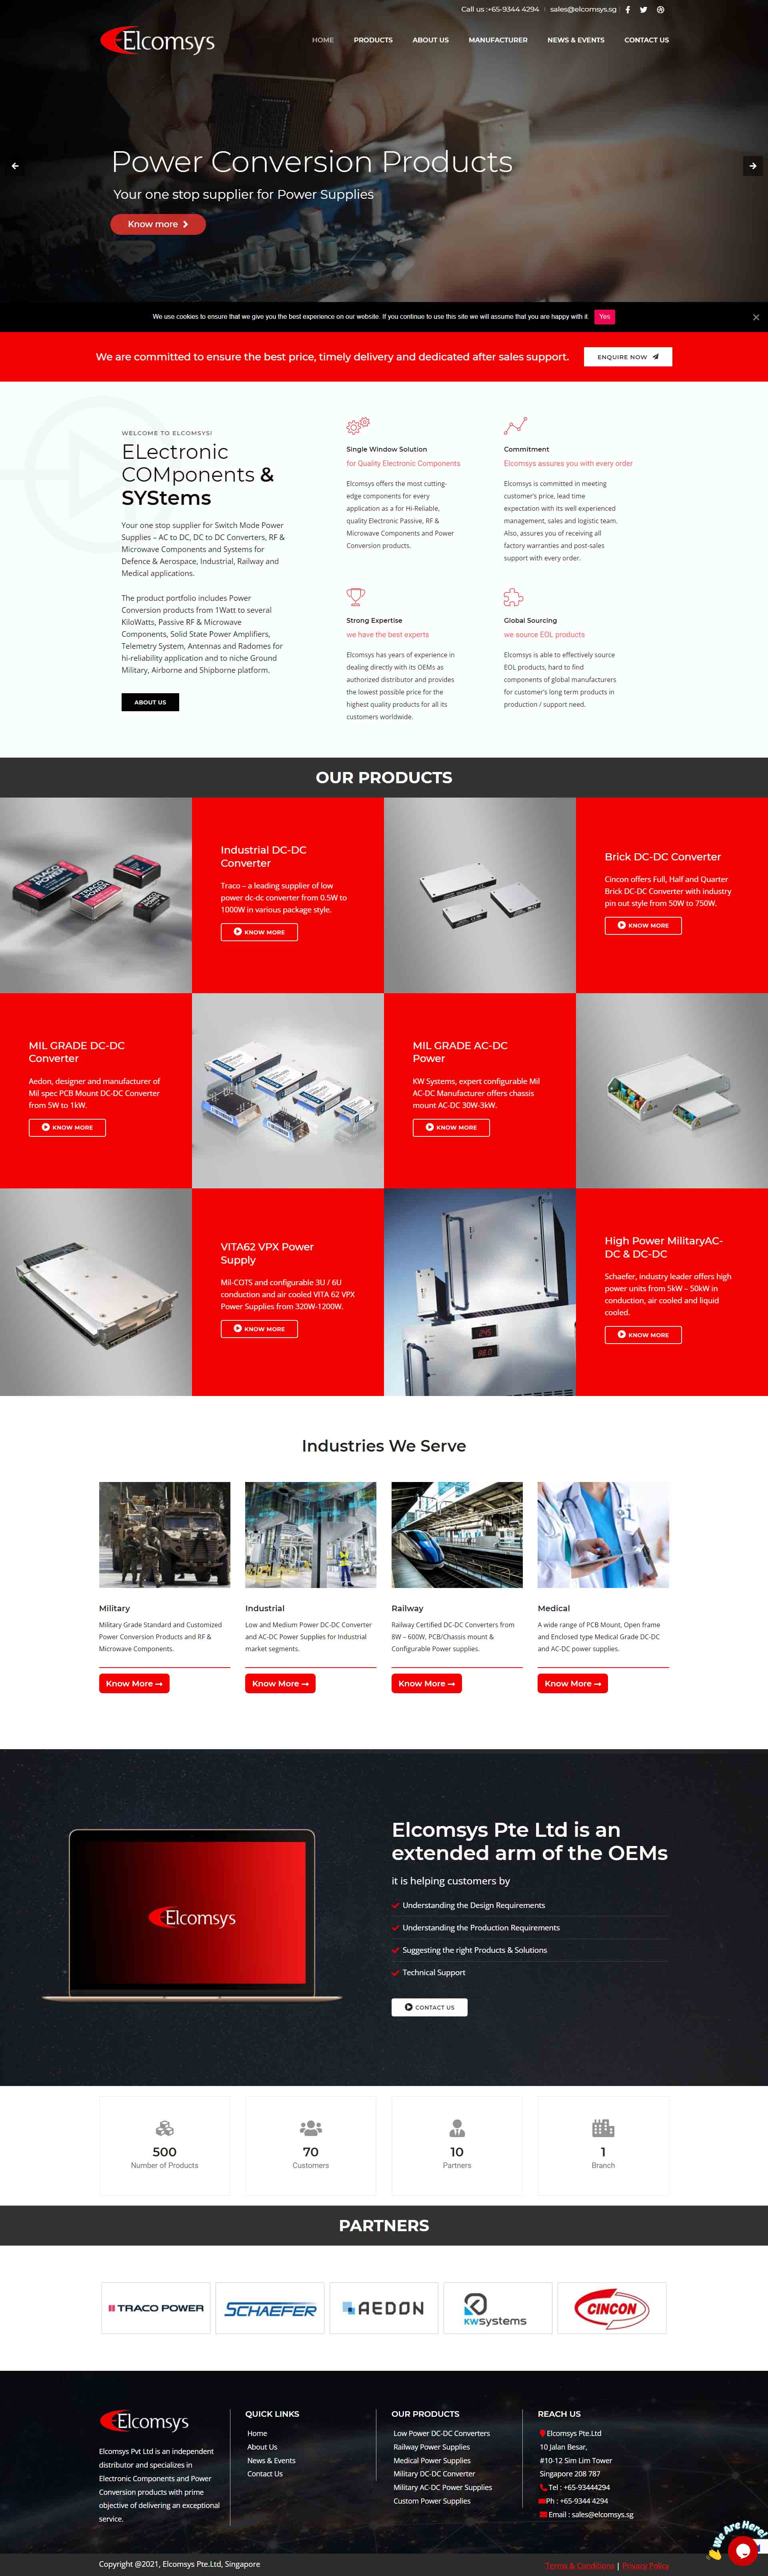 Call us :+65-9344 4294 sales@elcomsys.sg
Elcomsys
HOME PRODUCTS ABOUT US MANUFACTURER NEWS & EVENTS CONTACT US
Power Conversion Products
Your one stop supplier for Power Supplies
Know more
We use cookies to ensure that we give you the best experience on our website. If you continue to use this site we will assume that you are happy with it. Yes
We are committed to ensure the best price, timely delivery and dedicated after sales support. ENQUIRE NOW
WELCOME TO ELCOMSYS!
ELectronic
COMponents &
SYStems
Your one stop supplier for Switch Mode Power
Supplies – AC to DC, DC to DC Converters, RF &
Microwave Components and Systems for
Defence & Aerospace, Industrial, Railway and
Medical applications.
The product portfolio includes Power
Conversion products from 1Watt to several
KiloWatts, Passive RF & Microwave
Components, Solid State Power Amplifiers,
Telemetry System, Antennas and Radomes for
hi-reliability application and to niche Ground
Military, Airborne and Shipborne platform.
ABOUT US
Single Window Solution
for Quality Electronic Components
Elcomsys offers the most cutting-
edge components for every
application as a for Hi-Reliable,
quality Electronic Passive, RF &
Microwave Components and Power
Conversion products.
Commitment
Elcomsys assures you with every order
Elcomsys is committed in meeting
customer's price, lead time
expectation with its well experienced
management, sales and logistic team.
Also, assures you of receiving all
factory warranties and post-sales
support with every order.
Strong Expertise
we have the best experts
Elcomsys has years of experience in
dealing directly with its OEMs as
authorized distributor and provides
the lowest possible price for the
highest quality products for all its
customers worldwide.
Global Sourcing
we source EOL products
Elcomsys is able to effectively source
EOL products, hard to find
components of global manufacturers
for customer's long term products in
production / support need.
OUR PRODUCTS
Industrial DC-DC
Converter
Traco – a leading supplier of low
power dc-dc converter from 0.5W to
1000W in various package style.
KNOW MORE
Brick DC-DC Converter
Cincon offers Full, Half and Quarter
Brick DC-DC Converter with industry
pin out style from 50W to 750W.
KNOW MORE
MIL GRADE DC-DC
Converter
Aedon, designer and manufacturer of
Mil spec PCB Mount DC-DC Converter
from 5W to 1kW.
KNOW MORE
MIL GRADE AC-DC
Power
KW Systems, expert configurable Mil
AC-DC Manufacturer offers chassis
mount AC-DC 30W-3kW.
KNOW MORE
VITA62 VPX Power
Supply
Mil-COTS and configurable 3U / 6U
conduction and air cooled VITA 62 VPX
Power Supplies from 320W-1200W.
KNOW MORE
High Power MilitaryAC-
DC & DC-DC
Schaefer, industry leader offers high
power units from 5kW – 50kW in
conduction, air cooled and liquid
cooled.
KNOW MORE
Industries We Serve
Military
Military Grade Standard and Customized
Power Conversion Products and RF &
Microwave Components.
Know More
Industrial
Low and Medium Power DC-DC Converter
and AC-DC Power Supplies for Industrial
market segments.
Know More
Railway
Railway Certified DC-DC Converters from
8W – 600W, PCB/Chassis mount &
Configurable Power supplies.
Know More
Medical
A wide range of PCB Mount, Open frame
and Enclosed type Medical Grade DC-DC
and AC-DC power supplies.
Know More
Elcomsys
Elcomsys Pte Ltd is an
extended arm of the OEMs
it is helping customers by
Understanding the Design Requirements
Understanding the Production Requirements
Suggesting the right Products & Solutions
Technical Support
CONTACT US
500
Number of Products
70
Customers
10
Partners
1
Branch
PARTNERS
TRACO POWER
SCHAEFER
AEDON
KWsystems
CINCON
Elcomsys
Elcomsys Pvt Ltd is an independent
distributor and specializes in
Electronic Components and Power
Conversion products with prime
objective of delivering an exceptional
service.
QUICK LINKS
Home
About Us
News & Events
Contact Us
OUR PRODUCTS
Low Power DC-DC Converters
Railway Power Supplies
Medical Power Supplies
Military DC-DC Converter
Military AC-DC Power Supplies
Custom Power Supplies
REACH US
Elcomsys Pte.Ltd
10 Jalan Besar,
#10-12 Sim Lim Tower
Singapore 208 787
Tel : +65-93444294
Ph : +65-9344 4294
Email : sales@elcomsys.sg
We Are Here!
Copyright @2021, Elcomsys Pte.Ltd, Singapore
Terms & Conditions | Privacy Policy